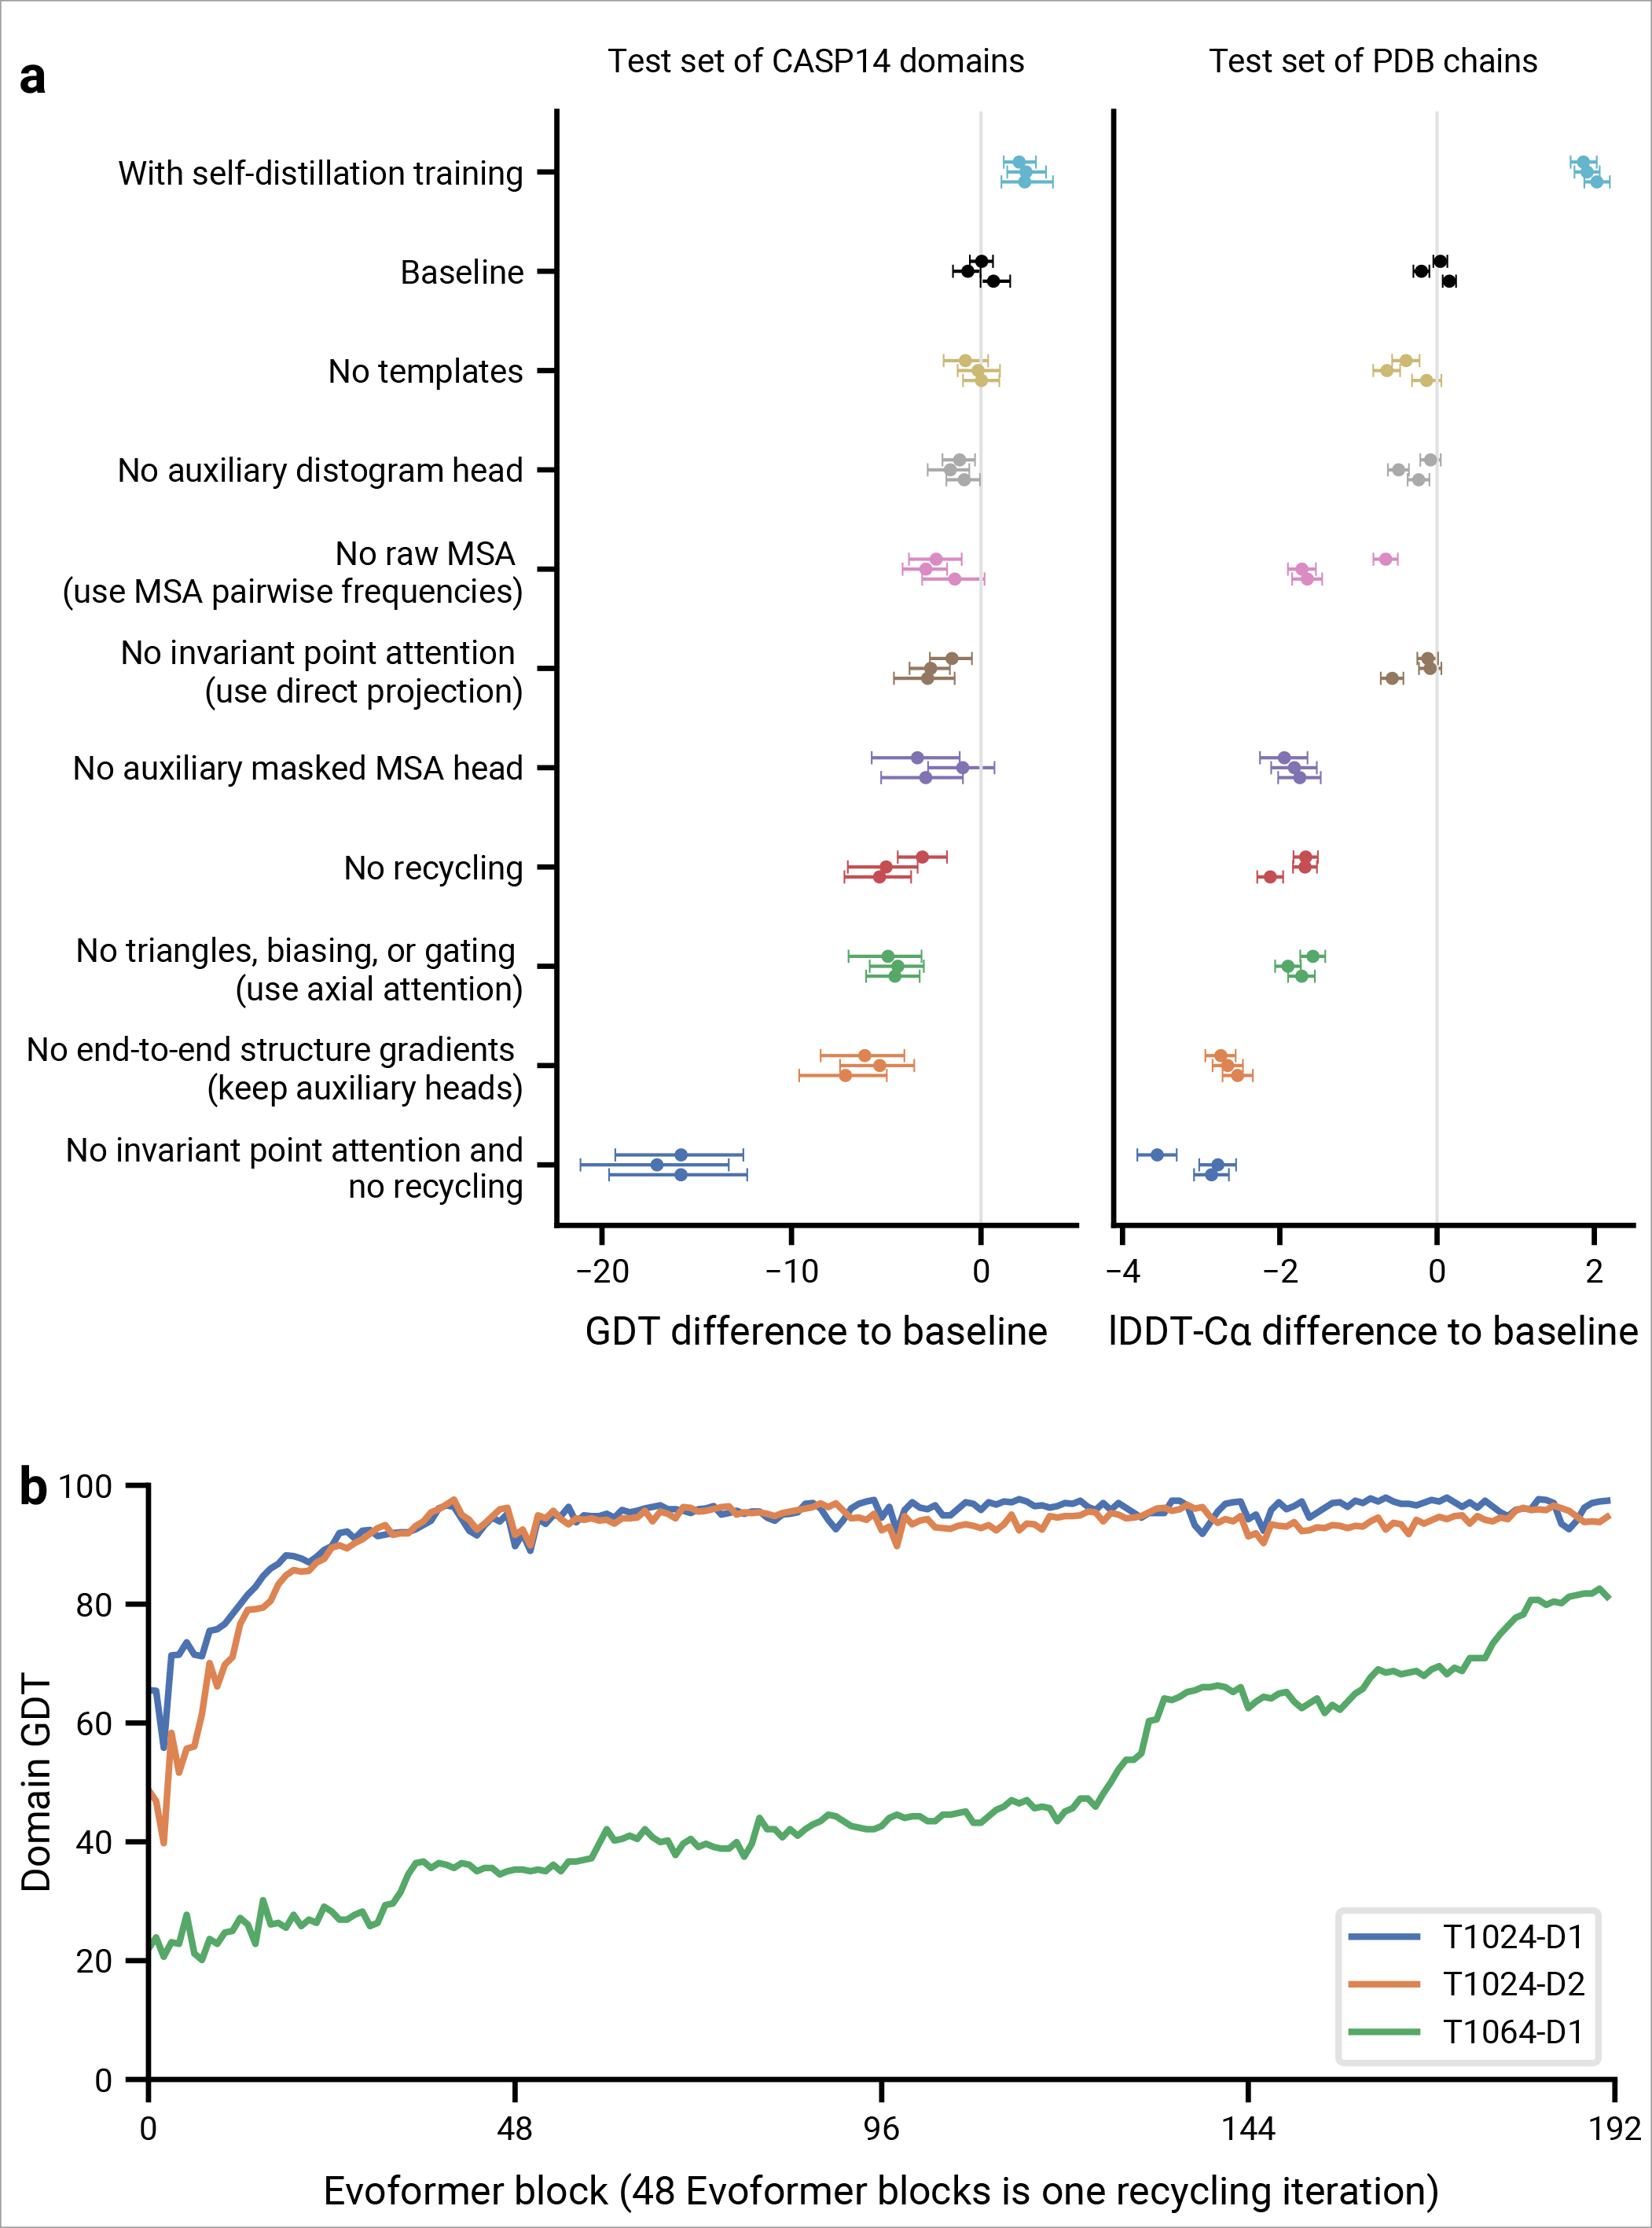 a
Test set of CASP14 domains
Test set of PDB chains
With self-distillation training
Baseline
No templates
No auxiliary distogram head
No raw MSA
(use MSA pairwise frequencies)
No invariant point attention
(use direct projection)
No auxiliary masked MSA head
No recycling
No triangles, biasing, or gating
(use axial attention)
No end-to-end structure gradients
(keep auxiliary heads)
No invariant point attention and
no recycling
−20 −10 0
−4 −2 0 2
GDT difference to baseline
lDDT-Cα difference to baseline
b
100
80
60
40
20
0
Domain GDT
T1024-D1
T1024-D2
T1064-D1
0 48 96 144 192
Evoformer block (48 Evoformer blocks is one recycling iteration)